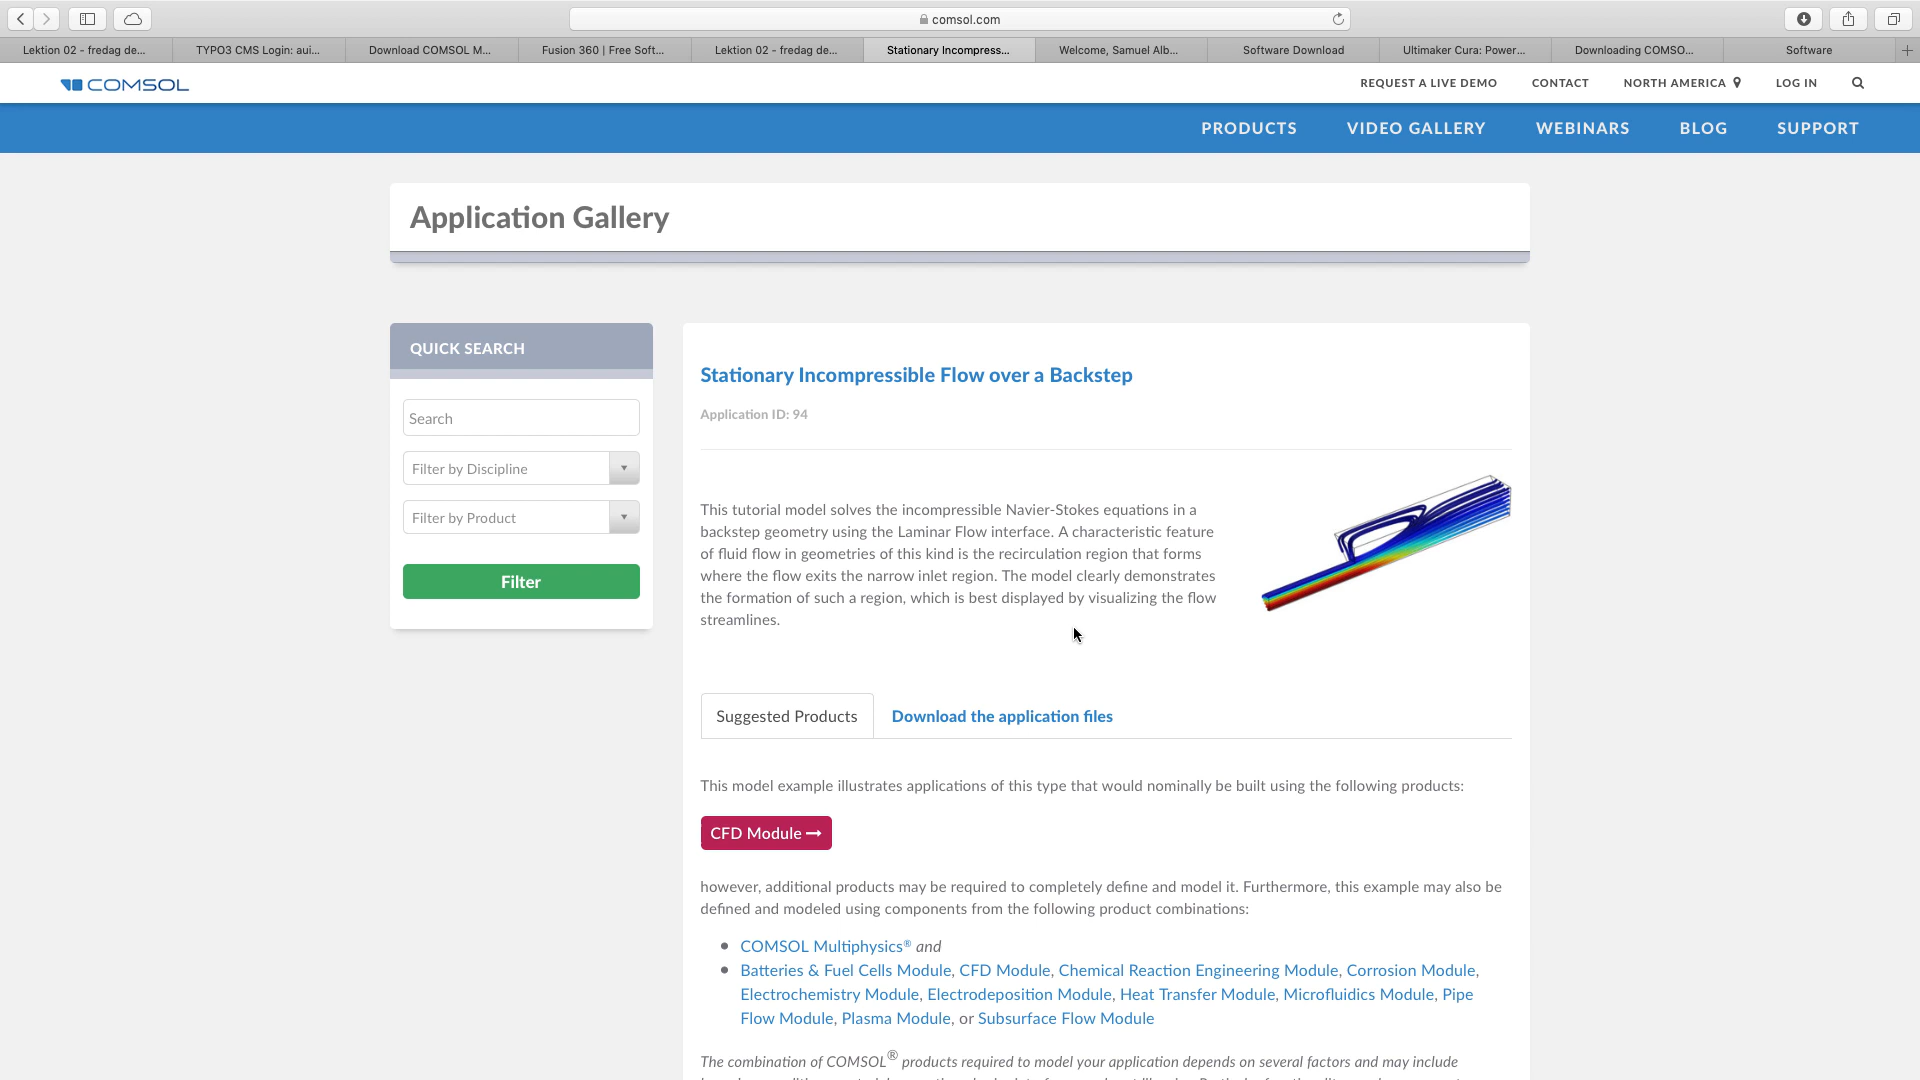 comsol.com
Lektion 02 - fredag de...
TYPO3 CMS Login: aui...
Download COMSOL M...
Fusion 360 | Free Soft...
Lektion 02 - fredag de...
Stationary Incompress...
Welcome, Samuel Alb...
Software Download
Ultimaker Cura: Power...
Downloading COMSO...
Software
COMSOL
REQUEST A LIVE DEMO
CONTACT
NORTH AMERICA
LOG IN
PRODUCTS
VIDEO GALLERY
WEBINARS
BLOG
SUPPORT
Application Gallery
QUICK SEARCH
Search
Filter by Discipline
Filter by Product
Filter
Stationary Incompressible Flow over a Backstep
Application ID: 94
This tutorial model solves the incompressible Navier-Stokes equations in a
backstep geometry using the Laminar Flow interface. A characteristic feature
of fluid flow in geometries of this kind is the recirculation region that forms
where the flow exits the narrow inlet region. The model clearly demonstrates
the formation of such a region, which is best displayed by visualizing the flow
streamlines.
Suggested Products
Download the application files
This model example illustrates applications of this type that would nominally be built using the following products:
CFD Module
however, additional products may be required to completely define and model it. Furthermore, this example may also be
defined and modeled using components from the following product combinations:
COMSOL Multiphysics® and
Batteries & Fuel Cells Module, CFD Module, Chemical Reaction Engineering Module, Corrosion Module,
Electrochemistry Module, Electrodeposition Module, Heat Transfer Module, Microfluidics Module, Pipe
Flow Module, Plasma Module, or Subsurface Flow Module
The combination of COMSOL® products required to model your application depends on several factors and may include